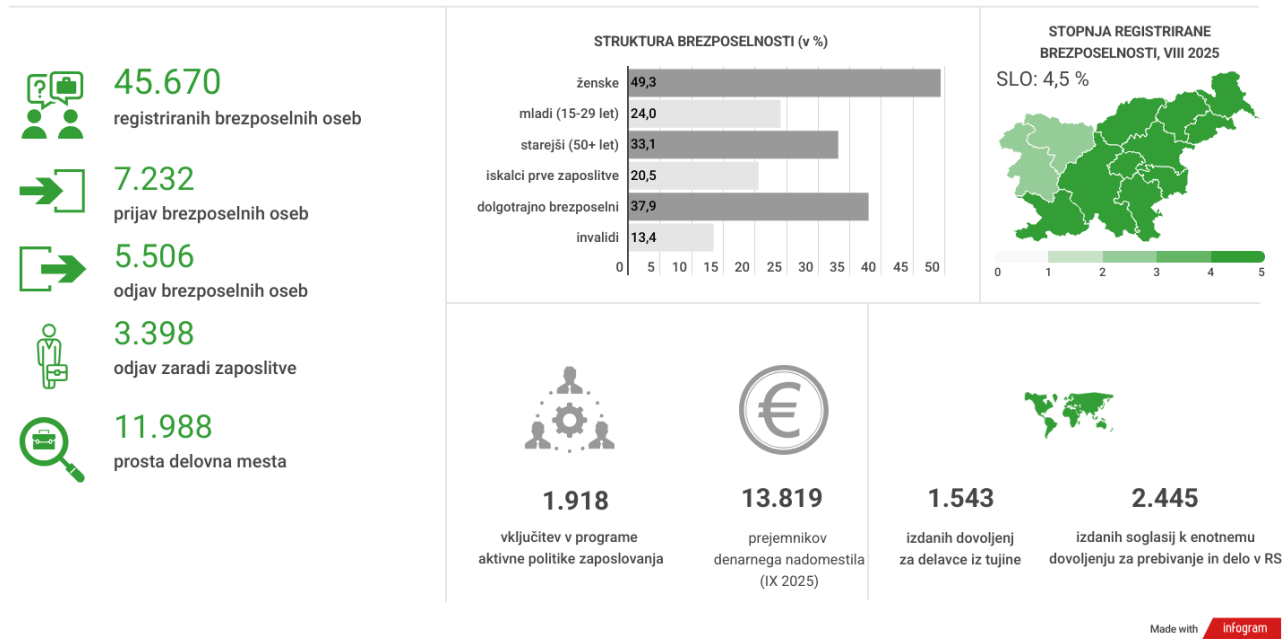 45.670
registriranih brezposelnih oseb
7.232
prijav brezposelnih oseb
5.506
odjav brezposelnih oseb
3.398
odjav zaradi zaposlitve
11.988
prosta delovna mesta
STRUKTURA BREZPOSELNOSTI (v %)
ženske 49,3
mladi (15-29 let) 24,0
starejši (50+ let) 33,1
iskalci prve zaposlitve 20,5
dolgotrajno brezposelni 37,9
invalidi 13,4
0 5 10 15 20 25 30 35 40 45 50
STOPNJA REGISTRIRANE
BREZPOSELNOSTI, VIII 2025
SLO: 4,5 %
0 1 2 3 4 5
?
€
1.918
vključitev v programe
aktivne politike zaposlovanja
13.819
prejemnikov
denarnega nadomestila
(IX 2025)
1.543
izdanih dovoljenj
za delavce iz tujine
2.445
izdanih soglasij k enotnemu
dovoljenju za prebivanje in delo v RS
Made with infogram